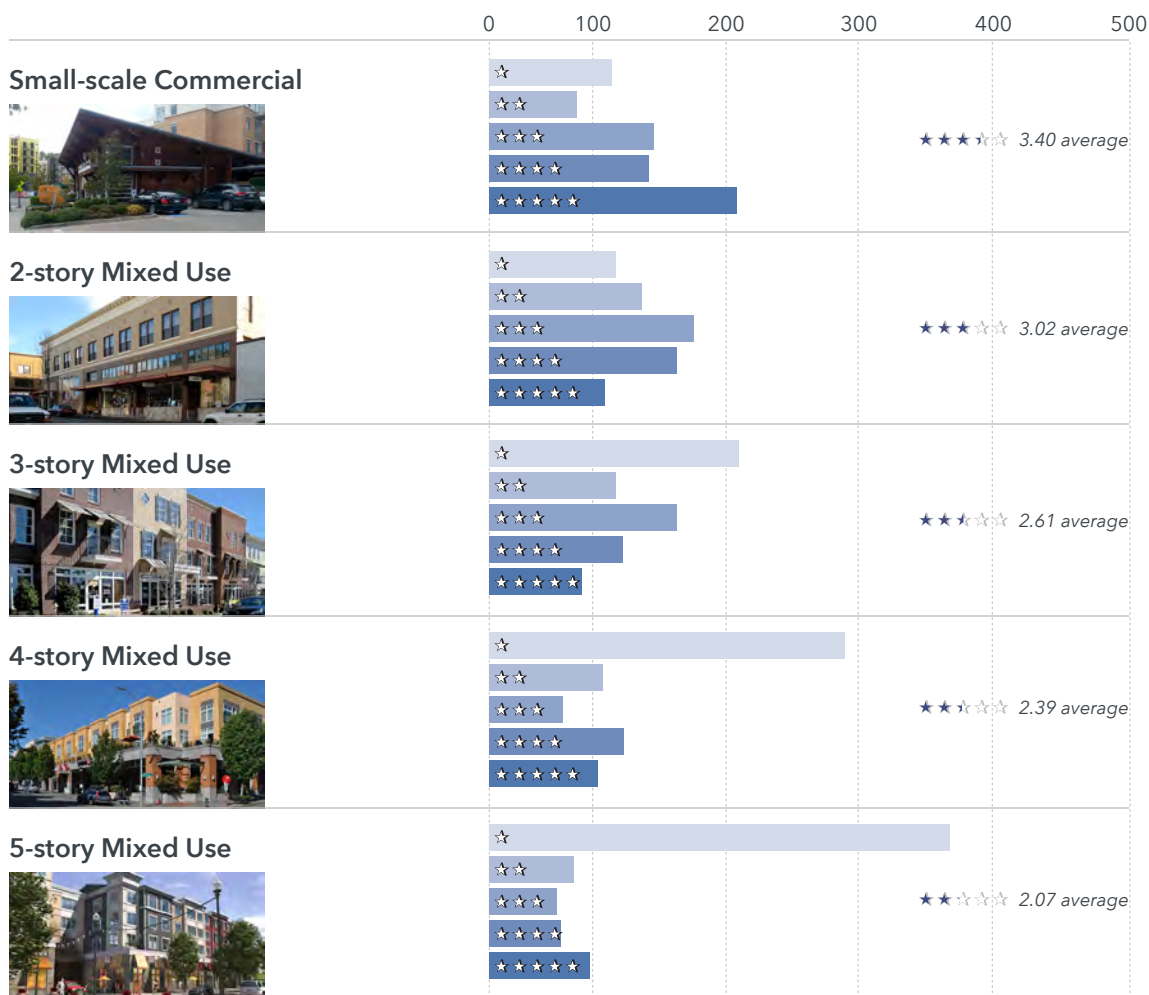 0 100 200 300 400 500
Small-scale Commercial
3.40 average
2-story Mixed Use
3.02 average
3-story Mixed Use
2.61 average
4-story Mixed Use
2.39 average
5-story Mixed Use
2.07 average